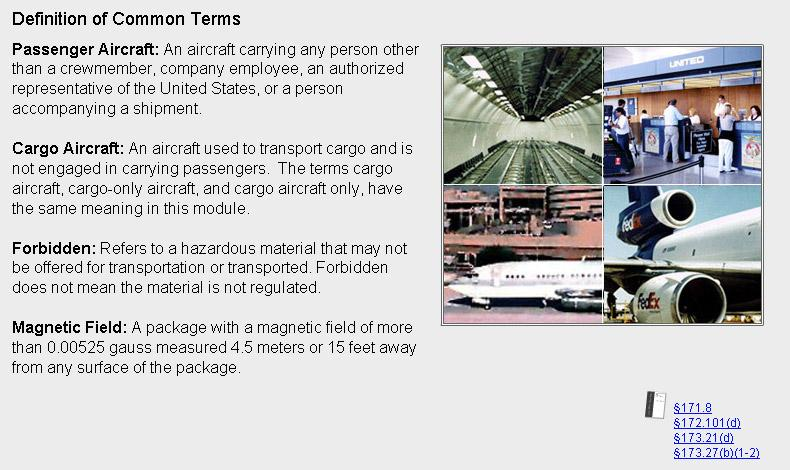 Definition of Common Terms
Passenger Aircraft: An aircraft carrying any person other
than a crewmember, company employee, an authorized
representative of the United States, or a person
accompanying a shipment.
Cargo Aircraft: An aircraft used to transport cargo and is
not engaged in carrying passengers.  The terms cargo
aircraft, cargo-only aircraft, and cargo aircraft only, have
the same meaning in this module.
Forbidden: Refers to a hazardous material that may not
be offered for transportation or transported. Forbidden
does not mean the material is not regulated.
Magnetic Field: A package with a magnetic field of more
than 0.00525 gauss measured 4.5 meters or 15 feet away
from any surface of the package.
UNITED
FedEx
FedEx
§171.8
§172.101(d)
§173.21(d)
§173.27(b)(1-2)